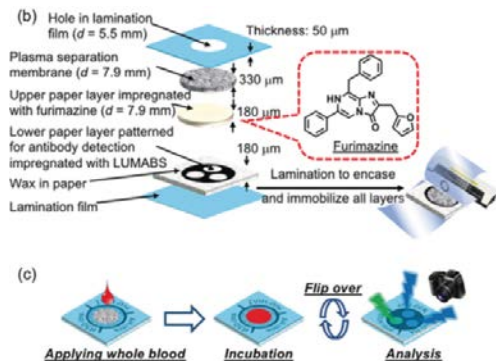 (b)
Hole in lamination
film (d = 5.5 mm)
Thickness: 50 μm
Plasma separation
membrane (d = 7.9 mm)
330
μm
Upper paper layer impregnated
with furimazine (d = 7.9 mm)
180
μm
Lower paper layer patterned
for antibody detection
impregnated with LUMABS
180 μm
Wax in paper
Lamination film
N
N
HN
N
O
O
Furimazine
Lamination to encase
and immobilize all layers
(c)
Flip over
Applying whole blood
Incubation
Analysis